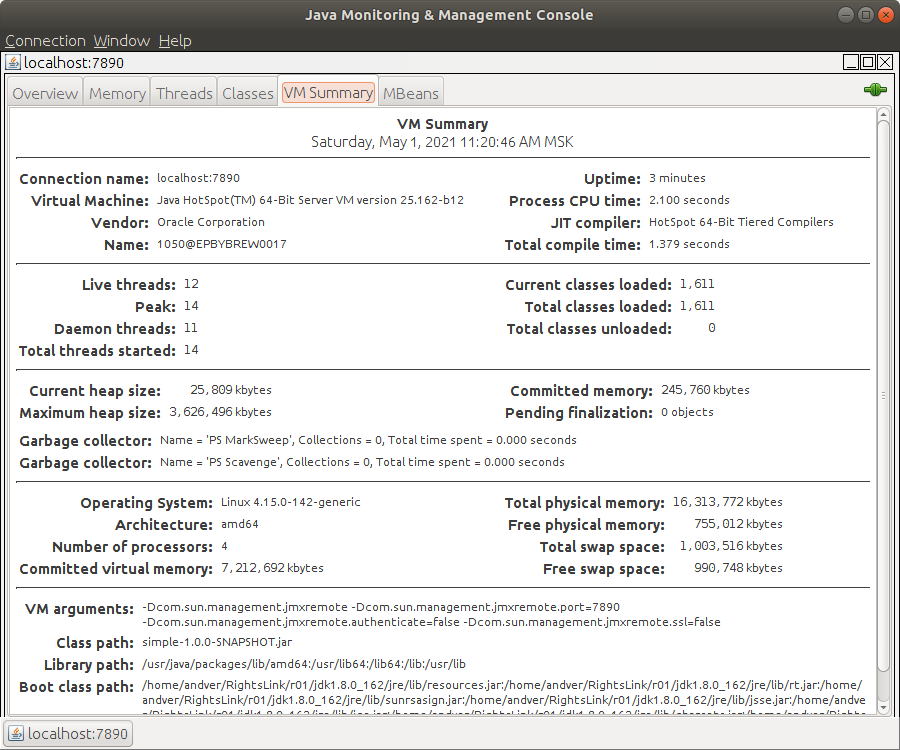 Java Monitoring & Management Console
Connection Window Help
localhost:7890
Overview Memory Threads Classes VM Summary MBeans
VM Summary
Saturday, May 1, 2021 11:20:46 AM MSK
Connection name: localhost:7890 Uptime: 3 minutes
Virtual Machine: Java HotSpot(TM) 64-Bit Server VM version 25.162-b12 Process CPU time: 2.100 seconds
Vendor: Oracle Corporation JIT compiler: HotSpot 64-Bit Tiered Compilers
Name: 1050@EPBYBREW0017 Total compile time: 1.379 seconds
Live threads: 12 Current classes loaded: 1,611
Peak: 14 Total classes loaded: 1,611
Daemon threads: 11 Total classes unloaded: 0
Total threads started: 14
Current heap size: 25,809 kbytes Committed memory: 245,760 kbytes
Maximum heap size: 3,626,496 kbytes Pending finalization: 0 objects
Garbage collector: Name = 'PS MarkSweep', Collections = 0, Total time spent = 0.000 seconds
Garbage collector: Name = 'PS Scavenge', Collections = 0, Total time spent = 0.000 seconds
Operating System: Linux 4.15.0-142-generic Total physical memory: 16,313,772 kbytes
Architecture: amd64 Free physical memory: 755,012 kbytes
Number of processors: 4 Total swap space: 1,003,516 kbytes
Committed virtual memory: 7,212,692 kbytes Free swap space: 990,748 kbytes
VM arguments: -Dcom.sun.management.jmxremote -Dcom.sun.management.jmxremote.port=7890
-Dcom.sun.management.jmxremote.authenticate=false -Dcom.sun.management.jmxremote.ssl=false
Class path: simple-1.0.0-SNAPSHOT.jar
Library path: /usr/java/packages/lib/amd64:/usr/lib64:/lib64:/lib:/usr/lib
Boot class path: /home/andver/RightsLink/r01/jdk1.8.0_162/jre/lib/resources.jar:/home/andver/RightsLink/r01/jdk1.8.0_162/jre/lib/rt.jar:/home/
andver/RightsLink/r01/jdk1.8.0_162/jre/lib/sunrsasign.jar:/home/andver/RightsLink/r01/jdk1.8.0_162/jre/lib/jsse.jar:/home/andve
localhost:7890